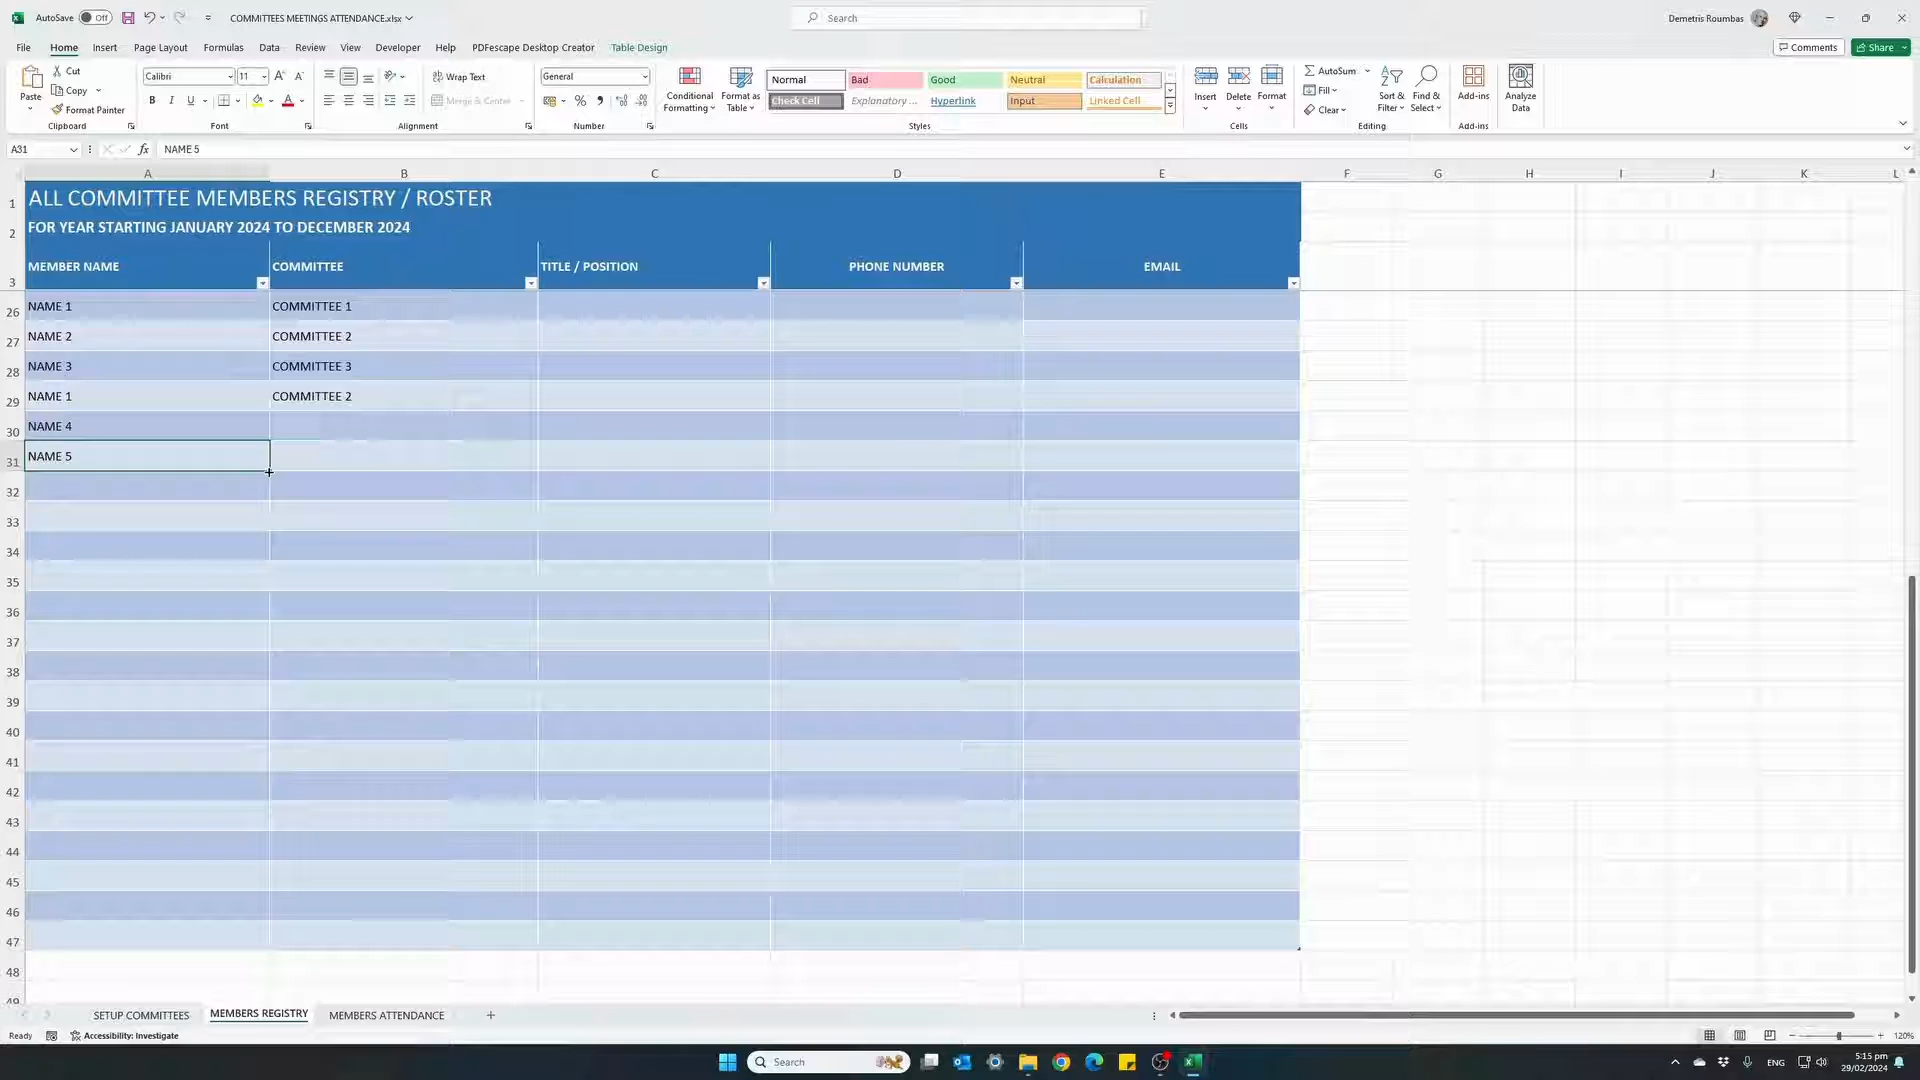 AutoSave Off COMMITTEES MEETINGS ATTENDANCE.xlsx Search Demetris Roumbas
File Home Insert Page Layout Formulas Data Review View Developer Help PDFescape Desktop Creator Table Design Comments Share
Paste Cut Copy Format Painter Clipboard
Calibri 11 A A B I U A Font
Wrap Text Merge & Center Alignment
General % Number
Conditional Formatting Format as Table
Normal Bad Good Neutral Calculation
Check Cell Explanatory ... Hyperlink Input Linked Cell
Styles
Insert Delete Format Cells
AutoSum Fill Clear Sort & Filter Find & Select Editing
Add-ins Add-ins
Analyze Data
A31 fx NAME 5
A B C D E F G H I J K L
1 ALL COMMITTEE MEMBERS REGISTRY / ROSTER
2 FOR YEAR STARTING JANUARY 2024 TO DECEMBER 2024
3 MEMBER NAME COMMITTEE TITLE / POSITION PHONE NUMBER EMAIL
26 NAME 1 COMMITTEE 1
27 NAME 2 COMMITTEE 2
28 NAME 3 COMMITTEE 3
29 NAME 1 COMMITTEE 2
30 NAME 4
31 NAME 5
32
33
34
35
36
37
38
39
40
41
42
43
44
45
46
47
48
49
SETUP COMMITTEES MEMBERS REGISTRY MEMBERS ATTENDANCE +
Ready Accessibility: Investigate 120%
Search ENG 5:15 pm
29/02/2024